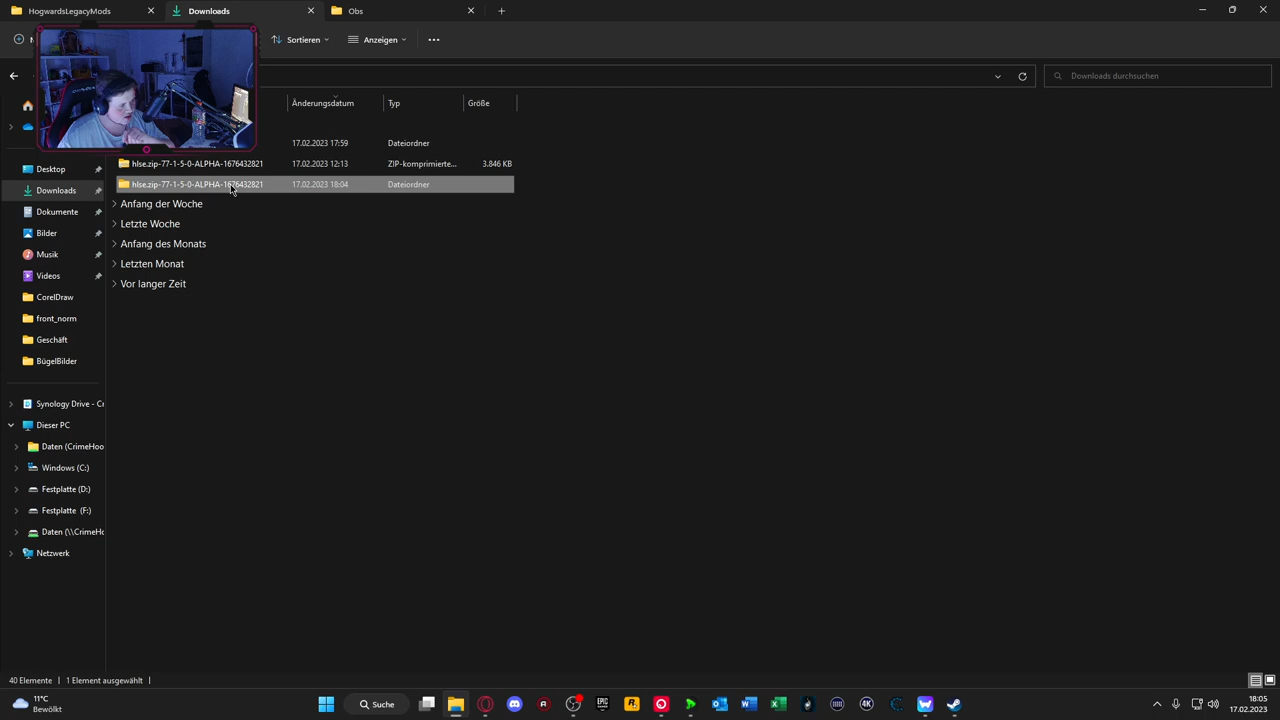 HogwardsLegacyMods
Downloads
Obs
N
Sortieren
Anzeigen
Downloads durchsuchen
Änderungsdatum
Typ
Größe
17.02.2023 17:59
Dateiordner
hlse.zip-77-1-5-0-ALPHA-1676432821
17.02.2023 12:13
ZIP-komprimierte...
3.846 KB
hlse.zip-77-1-5-0-ALPHA-1676432821
17.02.2023 18:04
Dateiordner
Anfang der Woche
Letzte Woche
Anfang des Monats
Letzten Monat
Vor langer Zeit
Desktop
Downloads
Dokumente
Bilder
Musik
Videos
CorelDraw
front_norm
Geschäft
BügelBilder
Synology Drive - Cr
Dieser PC
Daten (CrimeHoo
Windows (C:)
Festplatte (D:)
Festplatte (F:)
Daten (\\CrimeHo
Netzwerk
40 Elemente
1 Element ausgewählt
11°C
Bewölkt
Suche
EPIC
4K
18:05
17.02.2023